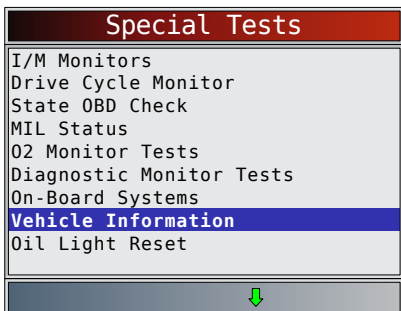 Special Tests
I/M Monitors
Drive Cycle Monitor
State OBD Check
MIL Status
O2 Monitor Tests
Diagnostic Monitor Tests
On-Board Systems
Vehicle Information
Oil Light Reset